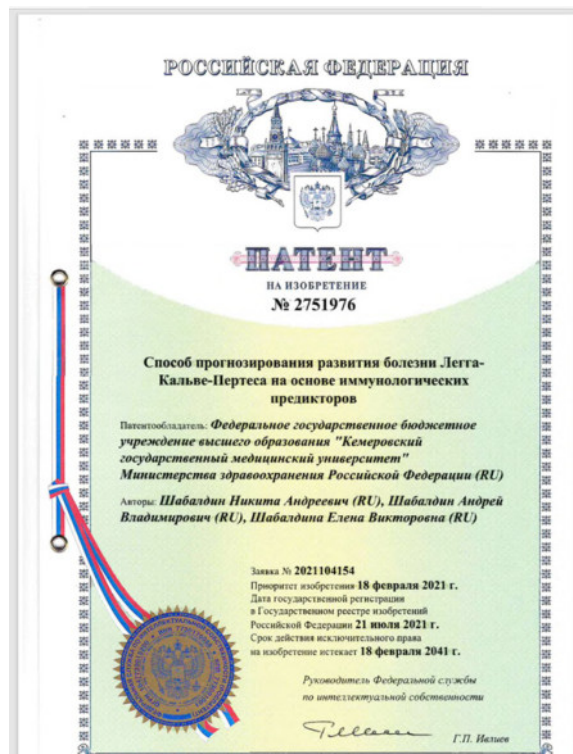 РОССИЙСКАЯ ФЕДЕРАЦИЯ
ПАТЕНТ
НА ИЗОБРЕТЕНИЕ
№ 2751976
Способ прогнозирования развития болезни Легга-
Кальве-Пертеса на основе иммунологических
предикторов
Патентообладатель: Федеральное государственное бюджетное
учреждение высшего образования "Кемеровский
государственный медицинский университет"
Министерства здравоохранения Российской Федерации (RU)
Авторы: Шабалдин Никита Андреевич (RU), Шабалдин Андрей
Владимирович (RU), Шабалдина Елена Викторовна (RU)
Заявка № 2021104154
Приоритет изобретения 18 февраля 2021 г.
Дата государственной регистрации
в Государственном реестре изобретений
Российской Федерации 21 июля 2021 г.
Срок действия исключительного права
на изобретение истекает 18 февраля 2041 г.
Руководитель Федеральной службы
по интеллектуальной собственности
Г.П. Ивлиев